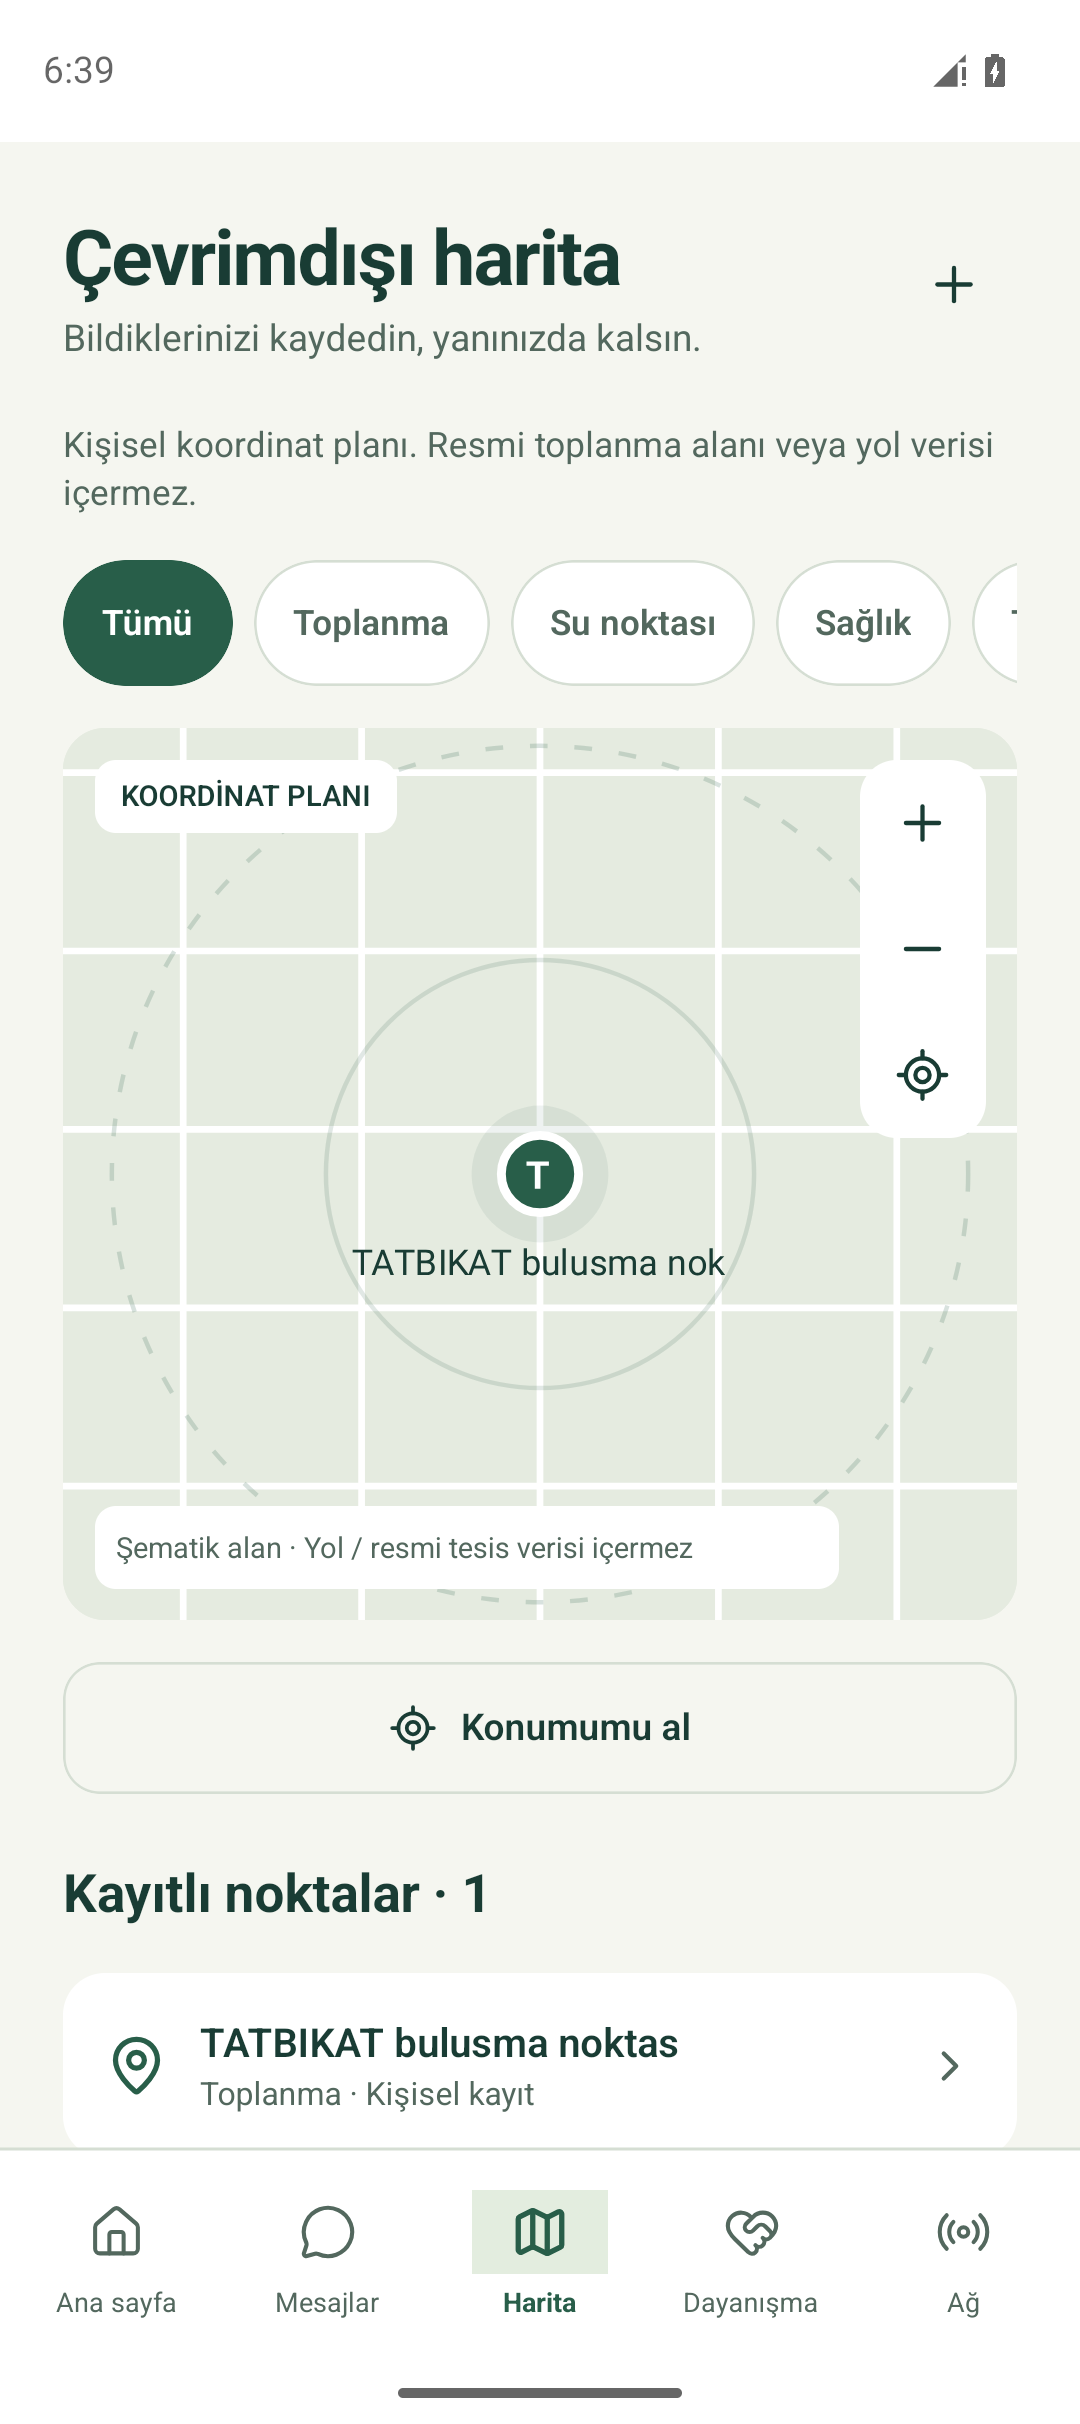 6:39
Çevrimdışı harita
Bildiklerinizi kaydedin, yanınızda kalsın.
Kişisel koordinat planı. Resmi toplanma alanı veya yol verisi
içermez.
Tümü
Toplanma
Su noktası
Sağlık
KOORDİNAT PLANI
T
TATBIKAT bulusma nok
Şematik alan · Yol / resmi tesis verisi içermez
Konumumu al
Kayıtlı noktalar · 1
TATBIKAT bulusma noktas
Toplanma · Kişisel kayıt
Ana sayfa
Mesajlar
Harita
Dayanışma
Ağ